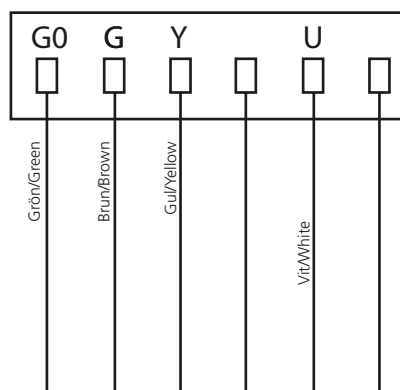 G0 G Y U
Grön/Green
Brun/Brown
Gul/Yellow
Vit/White